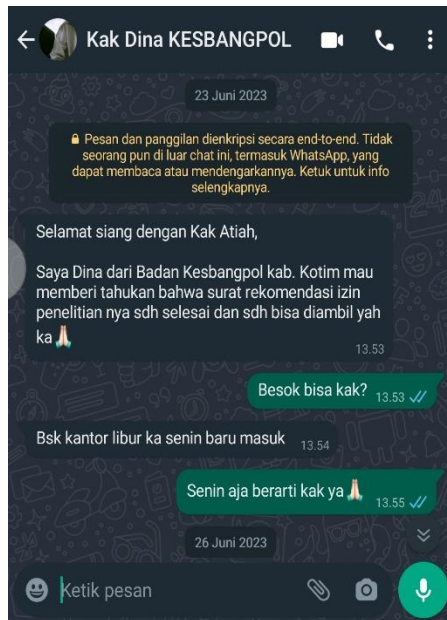 Kak Dina KESBANGPOL
23 Juni 2023
Pesan dan panggilan dienkripsi secara end-to-end. Tidak
seorang pun di luar chat ini, termasuk WhatsApp, yang
dapat membaca atau mendengarkannya. Ketuk untuk info
selengkapnya.
Selamat siang dengan Kak Atiah,
Saya Dina dari Badan Kesbangpol kab. Kotim mau
memberi tahukan bahwa surat rekomendasi izin
penelitian nya sdh selesai dan sdh bisa diambil yah
ka🙏🏻
13.53
Besok bisa kak? 13.53
Bsk kantor libur ka senin baru masuk 13.54
Senin aja berarti kak ya🙏🏻 13.55
26 Juni 2023
Ketik pesan